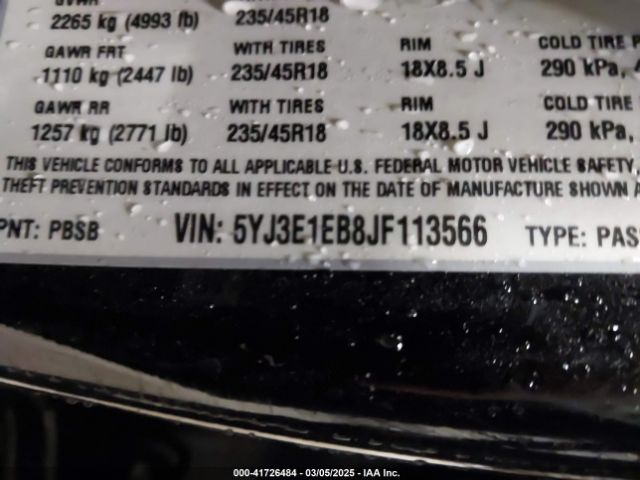 GVWR
2265 kg (4993 lb) 235/45R18
GAWR FRT WITH TIRES RIM COLD TIRE
1110 kg (2447 lb) 235/45R18 18X8.5 J 290 kPa,
GAWR RR WITH TIRES RIM COLD TIRE
1257 kg (2771 lb) 235/45R18 18X8.5 J 290 kPa,
THIS VEHICLE CONFORMS TO ALL APPLICABLE U.S. FEDERAL MOTOR VEHICLE SAFETY,
THEFT PREVENTION STANDARDS IN EFFECT ON THE DATE OF MANUFACTURE SHOWN A
PNT: PBSB VIN: 5YJ3E1EB8JF113566 TYPE: PAS
000-41726484 — 03/05/2025 - IAA Inc.